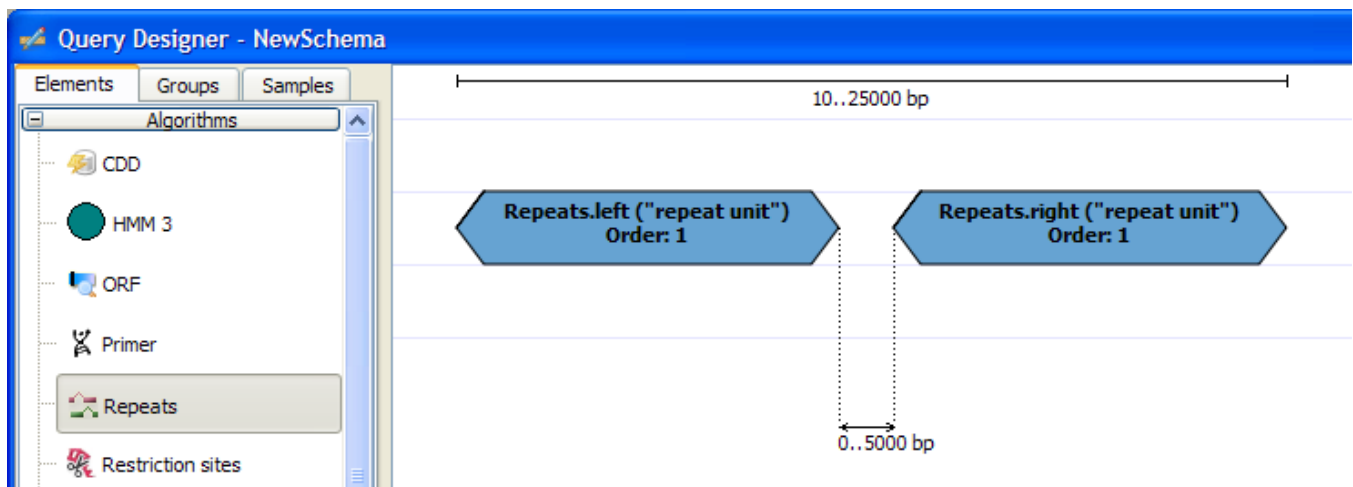 Query Designer - NewSchema
Elements Groups Samples
Algorithms
CDD
HMM 3
ORF
Primer
Repeats
Restriction sites
10..25000 bp
Repeats.left ("repeat unit")
Order: 1
Repeats.right ("repeat unit")
Order: 1
0..5000 bp